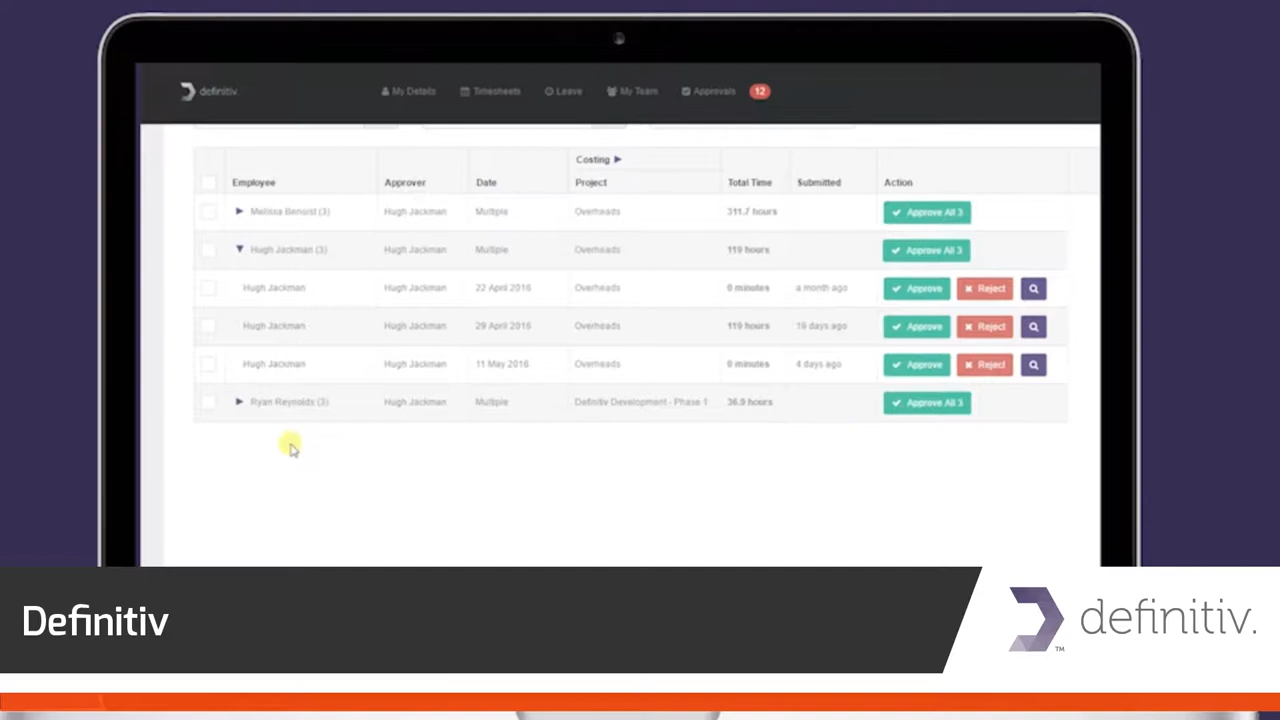 definitiv. My Details Timesheets Leave My Team Approvals 12
Costing
Employee Approver Date Project Total Time Submitted Action
Melissa Benoist (3) Hugh Jackman Multiple Overheads 311.7 hours Approve All 3
Hugh Jackman (3) Hugh Jackman Multiple Overheads 119 hours Approve All 3
Hugh Jackman Hugh Jackman 22 April 2016 Overheads 0 minutes a month ago Approve Reject
Hugh Jackman Hugh Jackman 29 April 2016 Overheads 119 hours 19 days ago Approve Reject
Hugh Jackman Hugh Jackman 11 May 2016 Overheads 0 minutes 4 days ago Approve Reject
Ryan Reynolds (3) Hugh Jackman Multiple Definitiv Development - Phase 1 36.9 hours Approve All 3
Definitiv
definitiv.
TM